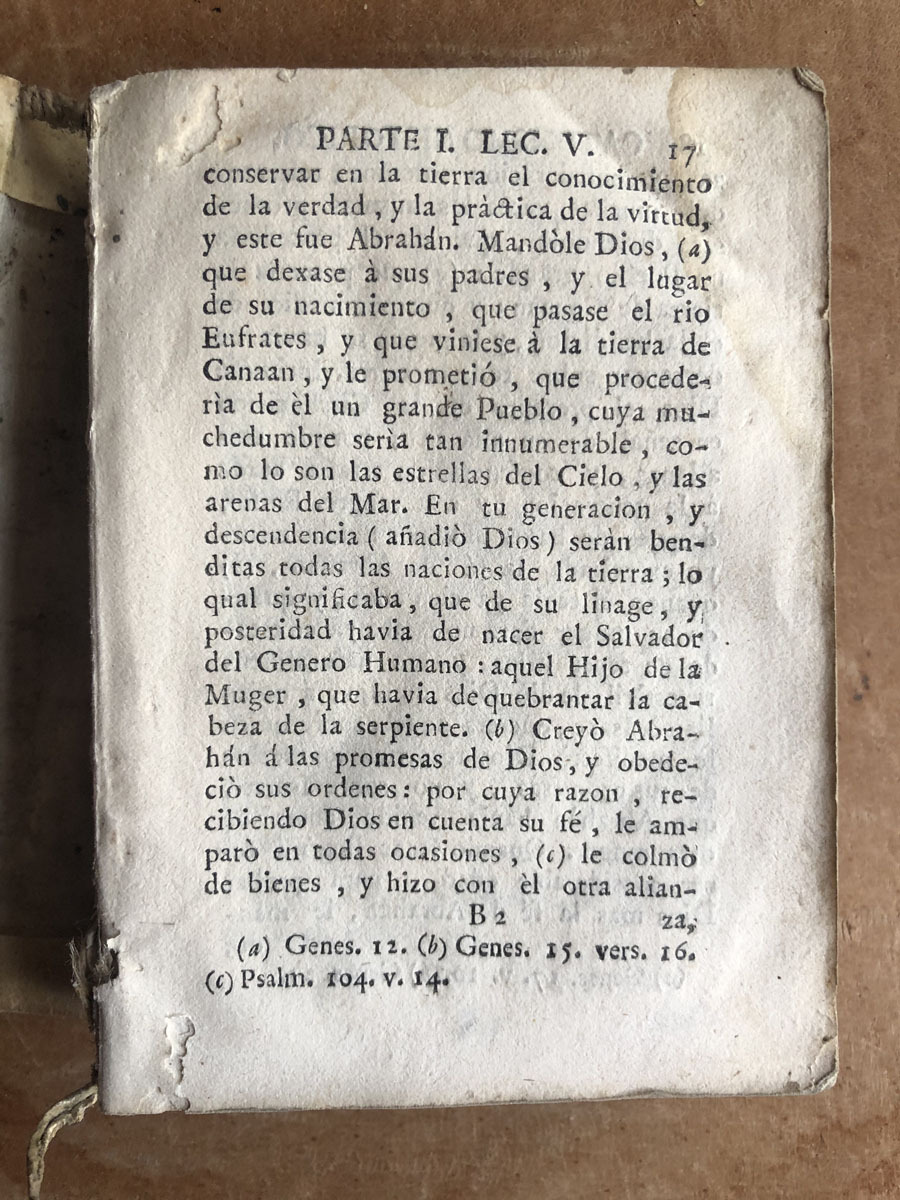 PARTE I. LEC. V. 17
conservar en la tierra el conocimiento
de la verdad , y la pràctica de la virtud,
y este fue Abrahán. Mandòle Dios , (a)
que dexase à sus padres , y el lugar
de su nacimiento , que pasase el rio
Eufrates , y que viniese à la tierra de
Canaan , y le prometió , que procede-
rìa de èl un grande Pueblo , cuya mu-
chedumbre serìa tan innumerable , co-
mo lo son las estrellas del Cielo , y las
arenas del Mar. En tu generacion , y
descendencia ( añadiò Dios ) seràn ben-
ditas todas las naciones de la tierra ; lo
qual significaba , que de su linage , y
posteridad havia de nacer el Salvador
del Genero Humano : aquel Hijo de la
Muger , que havia de quebrantar la ca-
beza de la serpiente. (b) Creyò Abra-
hán á las promesas de Dios , y obede-
ciò sus ordenes : por cuya razon , re-
cibiendo Dios en cuenta su fé , le am-
parò en todas ocasiones , (c) le colmò
de bienes , y hizo con èl otra alian-
B 2 za,
(a) Genes. 12. (b) Genes. 15. vers. 16.
(c) Psalm. 104. v. 14.